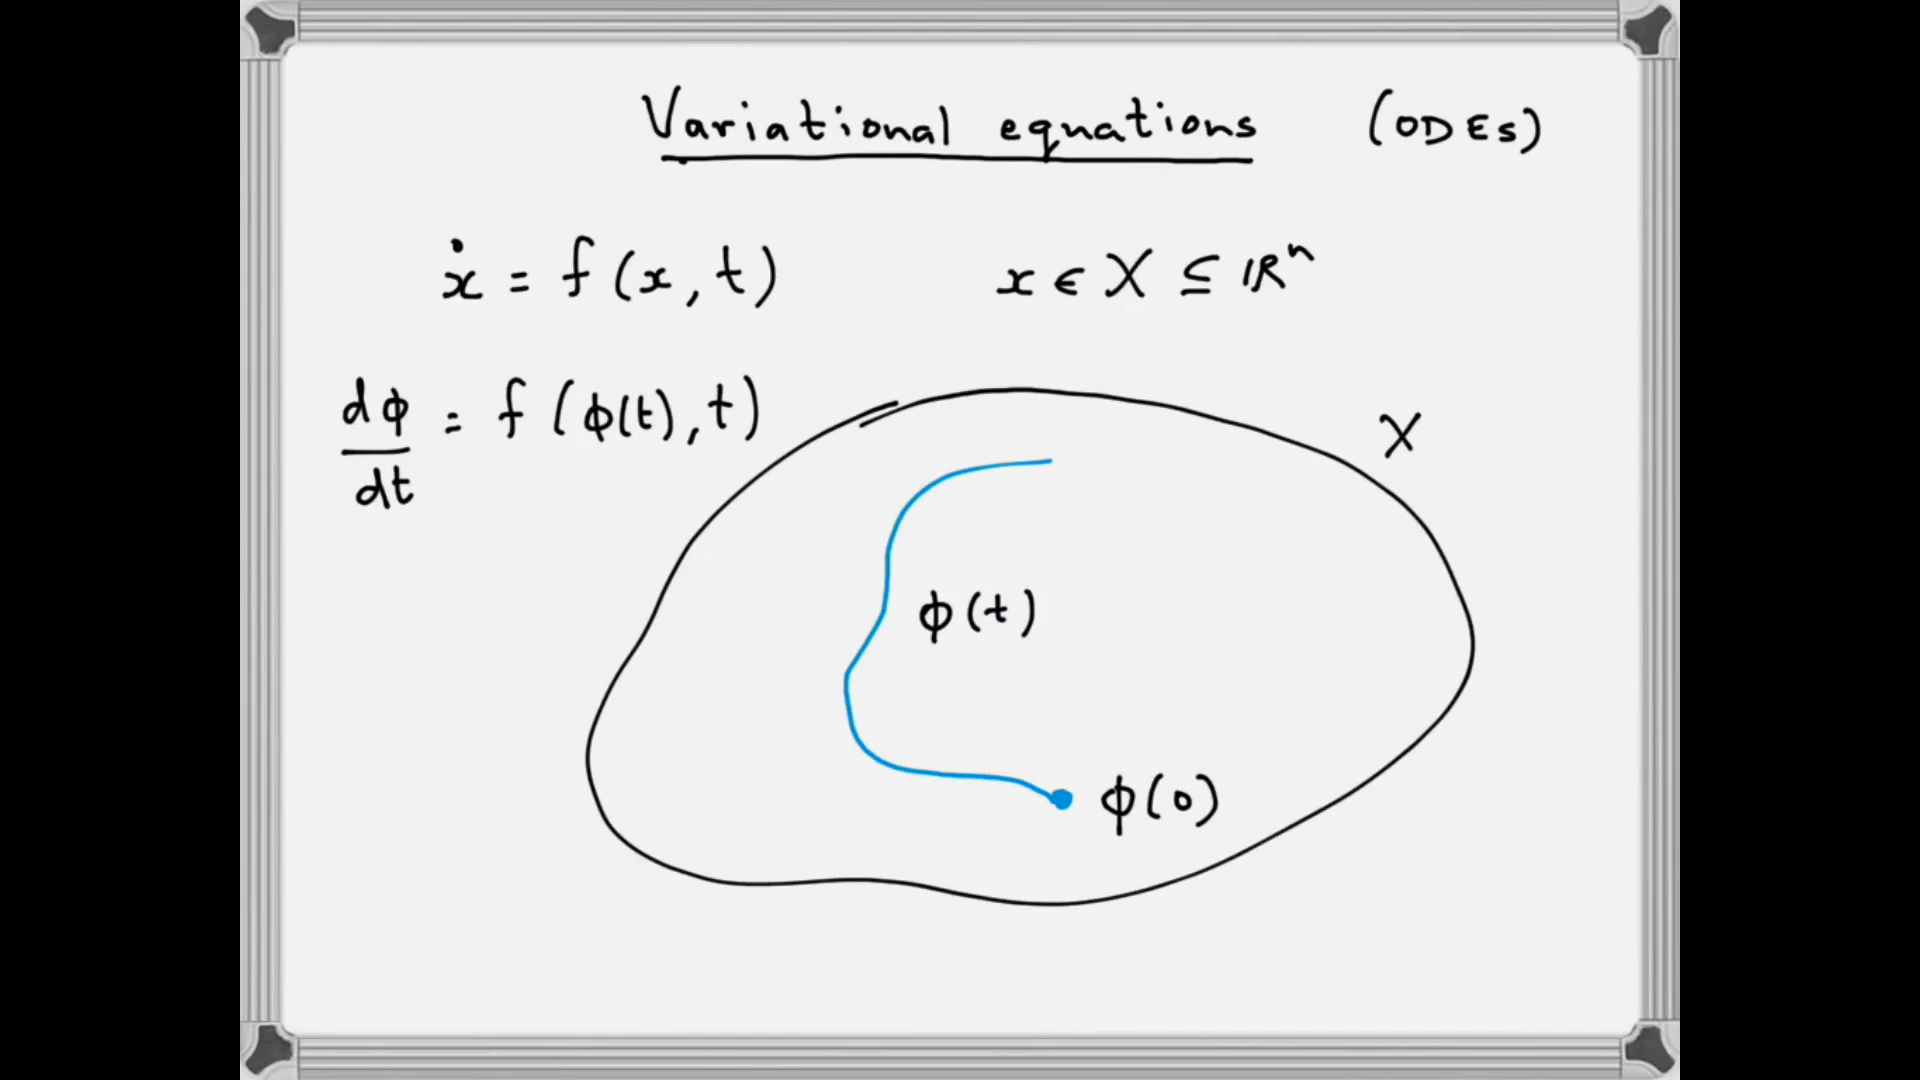 Variational equations (ODEs)
ẋ = f(x, t) x ∈ X ⊆ ℝⁿ
dϕ/dt = f(ϕ(t), t)
X
ϕ(t)
ϕ(0)